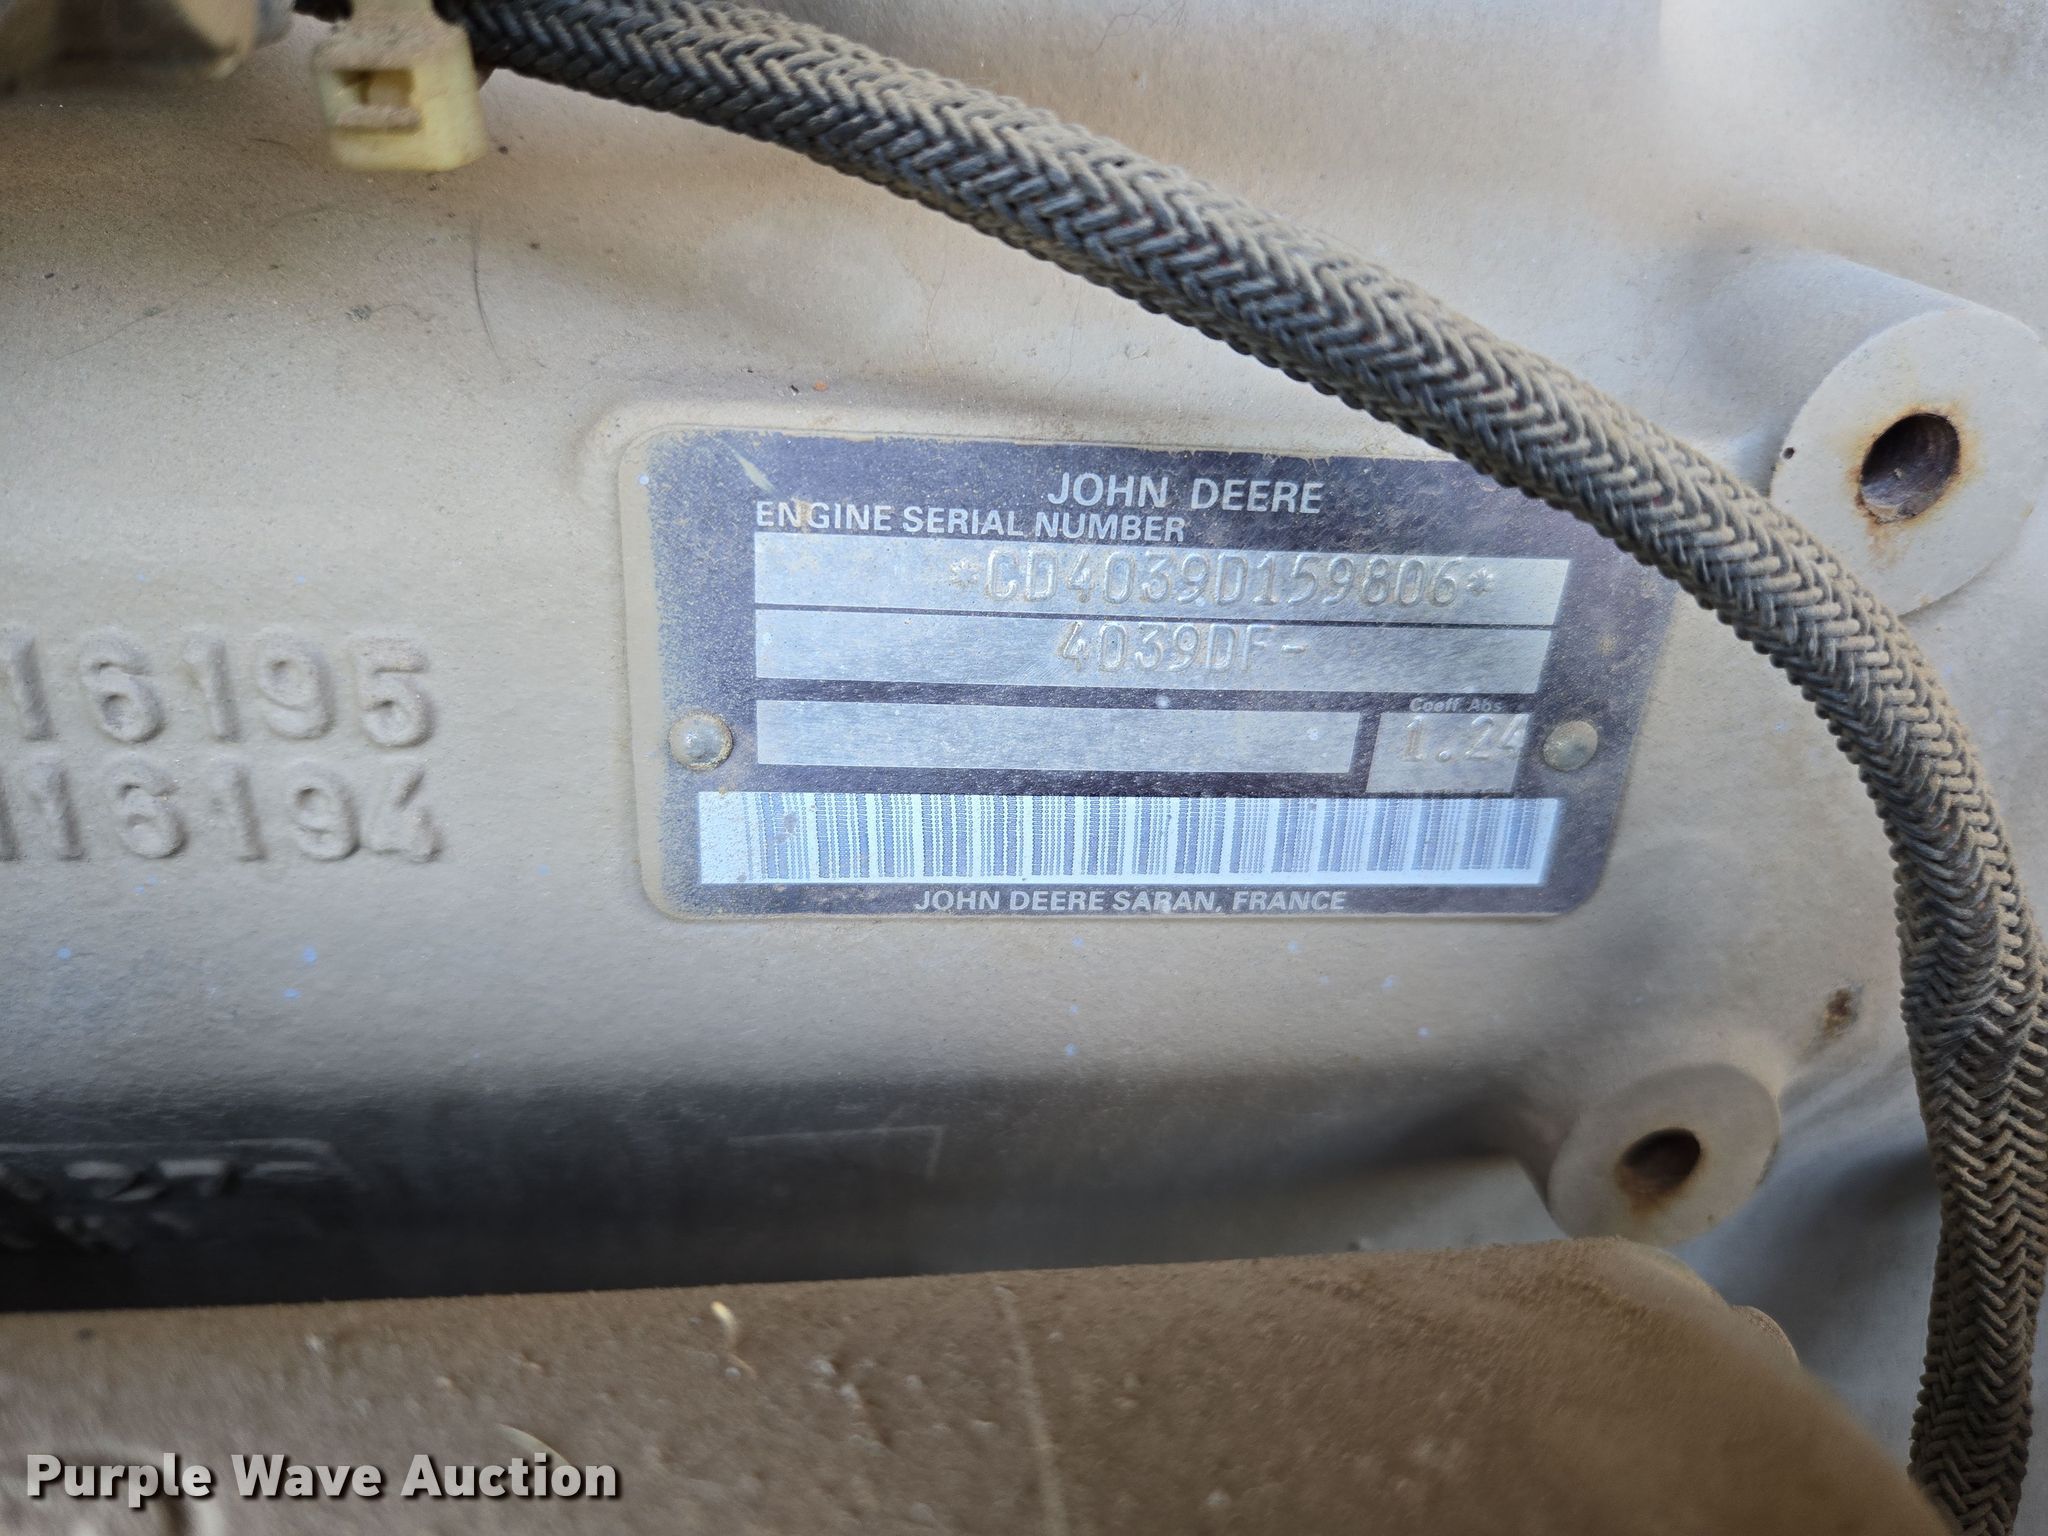 JOHN DEERE
ENGINE SERIAL NUMBER
*CD4039D159806*
4039DF-
Coeff Abs
1.24
JOHN DEERE SARAN, FRANCE
16195
116194
Purple Wave Auction